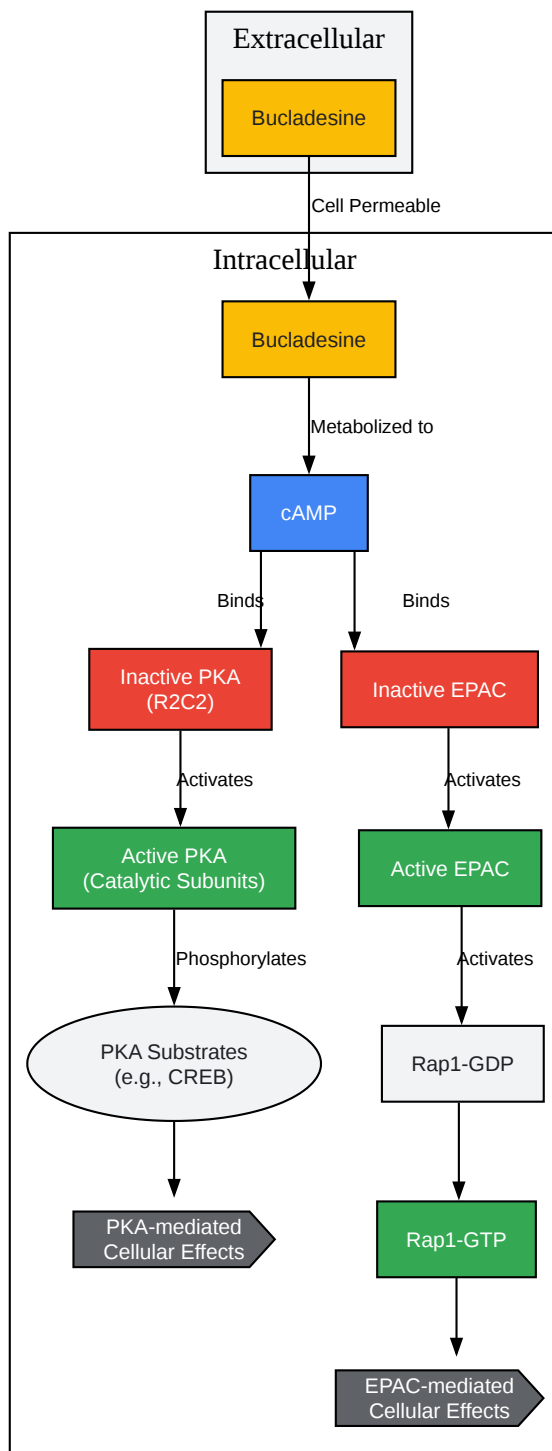 Extracellular
Bucladesine
Cell Permeable
Intracellular
Bucladesine
Metabolized to
cAMP
Binds
Binds
Inactive PKA
(R2C2)
Inactive EPAC
Activates
Activates
Active PKA
(Catalytic Subunits)
Active EPAC
Phosphorylates
Activates
PKA Substrates
(e.g., CREB)
Rap1-GDP
PKA-mediated
Cellular Effects
Rap1-GTP
EPAC-mediated
Cellular Effects